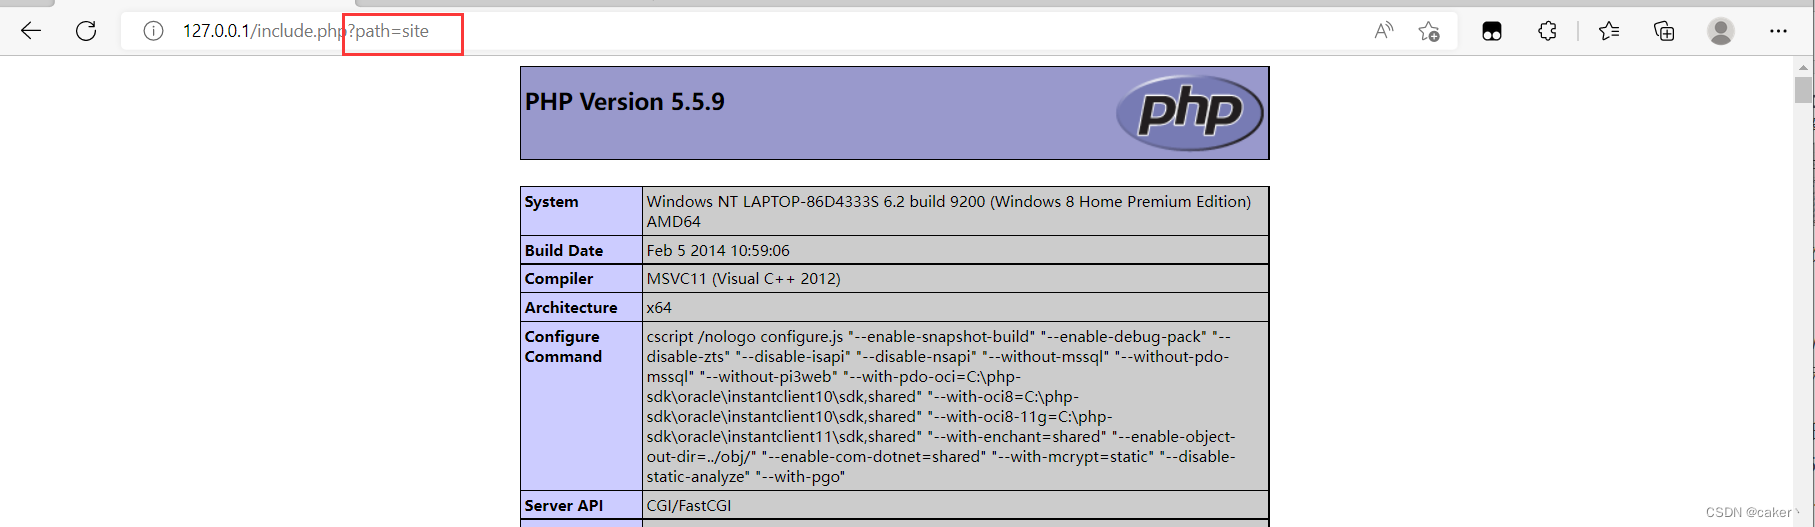 127.0.0.1/include.php?path=site
PHP Version 5.5.9
php
System
Windows NT LAPTOP-86D4333S 6.2 build 9200 (Windows 8 Home Premium Edition)
AMD64
Build Date
Feb 5 2014 10:59:06
Compiler
MSVC11 (Visual C++ 2012)
Architecture
x64
Configure
Command
cscript /nologo configure.js "--enable-snapshot-build" "--enable-debug-pack" "--
disable-zts" "--disable-isapi" "--disable-nsapi" "--without-mssql" "--without-pdo-
mssql" "--without-pi3web" "--with-pdo-oci=C:\php-
sdk\oracle\instantclient10\sdk,shared" "--with-oci8=C:\php-
sdk\oracle\instantclient10\sdk,shared" "--with-oci8-11g=C:\php-
sdk\oracle\instantclient11\sdk,shared" "--with-enchant=shared" "--enable-object-
out-dir=../obj/" "--enable-com-dotnet=shared" "--with-mcrypt=static" "--disable-
static-analyze" "--with-pgo"
Server API
CGI/FastCGI
CSDN @caker丶